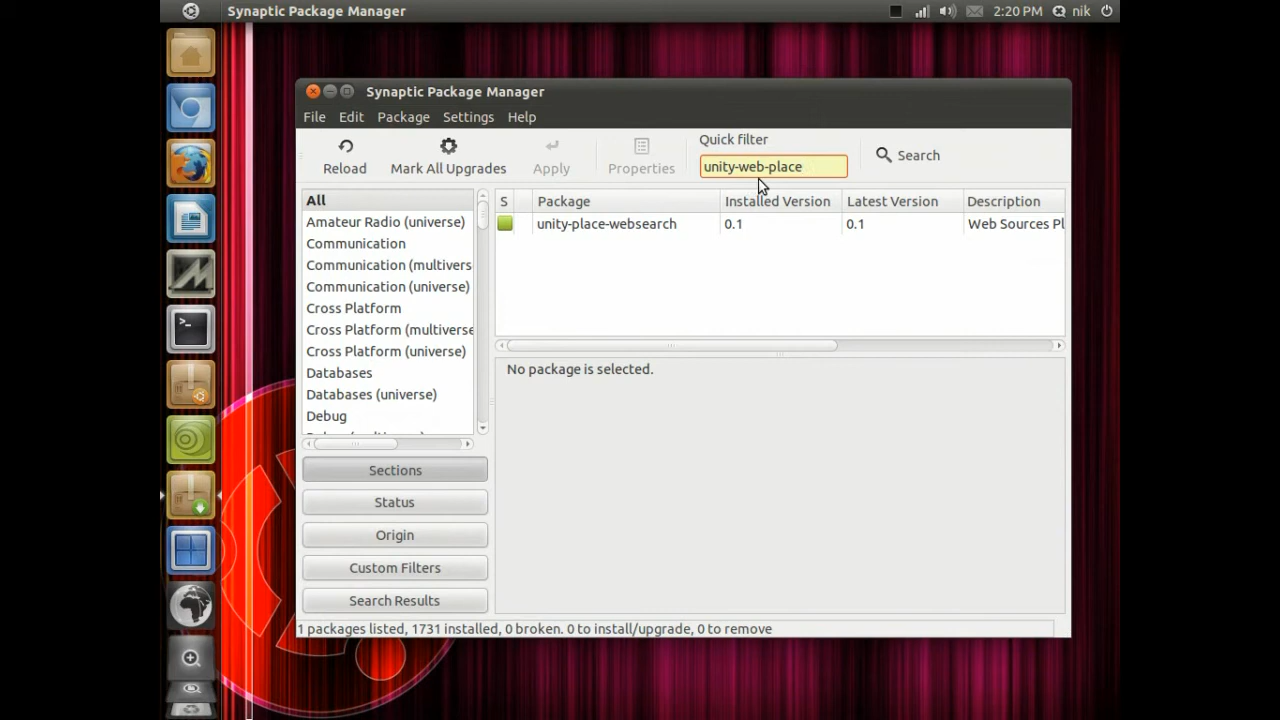 Synaptic Package Manager
2:20 PM nik
Synaptic Package Manager
File Edit Package Settings Help
Quick filter
Reload Mark All Upgrades Apply Properties unity-web-place Search
All
Amateur Radio (universe)
Communication
Communication (multivers
Communication (universe)
Cross Platform
Cross Platform (multiverse
Cross Platform (universe)
Databases
Databases (universe)
Debug
S Package Installed Version Latest Version Description
unity-place-websearch 0.1 0.1 Web Sources Pl
No package is selected.
Sections
Status
Origin
Custom Filters
Search Results
1 packages listed, 1731 installed, 0 broken. 0 to install/upgrade, 0 to remove